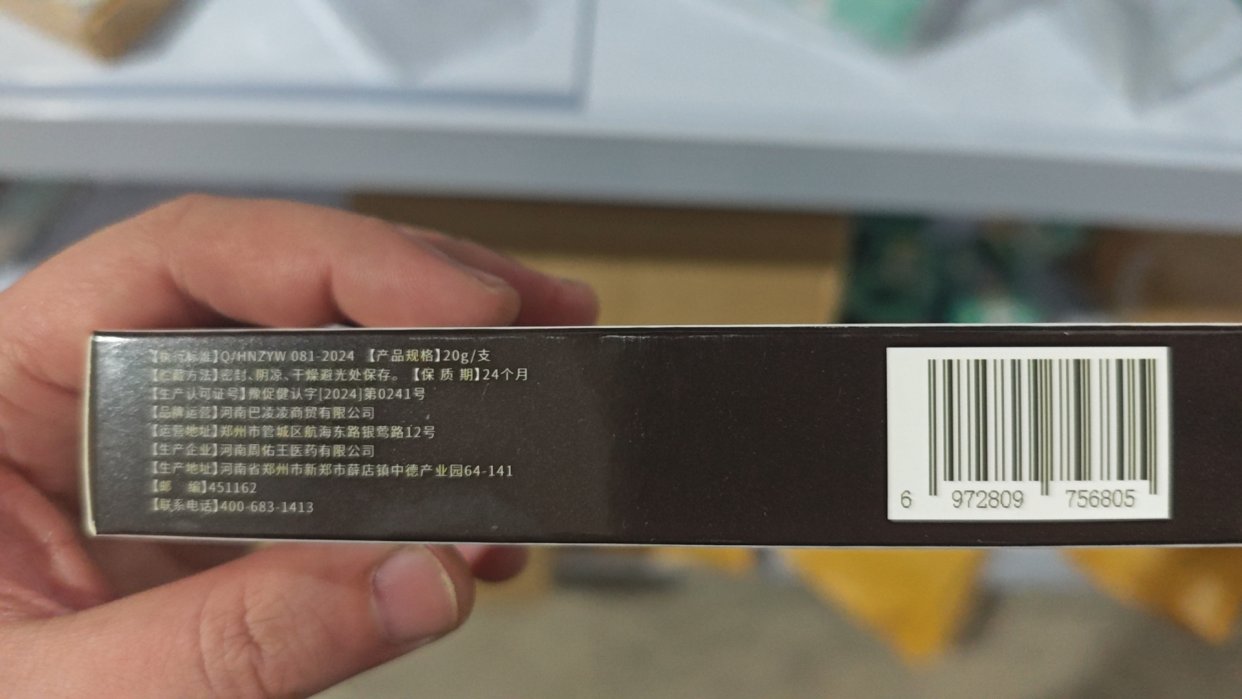 【执行标准】Q/HNZYW 081-2024 【产品规格】20g/支
【贮藏方法】密封、阴凉、干燥避光处保存。【保 质 期】24个月
【生产许可证号】豫促健认字[2024]第0241号
【品牌运营】河南巴凌凌商贸有限公司
【运营地址】郑州市管城区航海东路银莺路12号
【生产企业】河南周佑王医药有限公司
【生产地址】河南省郑州市新郑市薛店镇中德产业园64-141
【邮 编】451162
【联系电话】400-683-1413
6 972809 756805